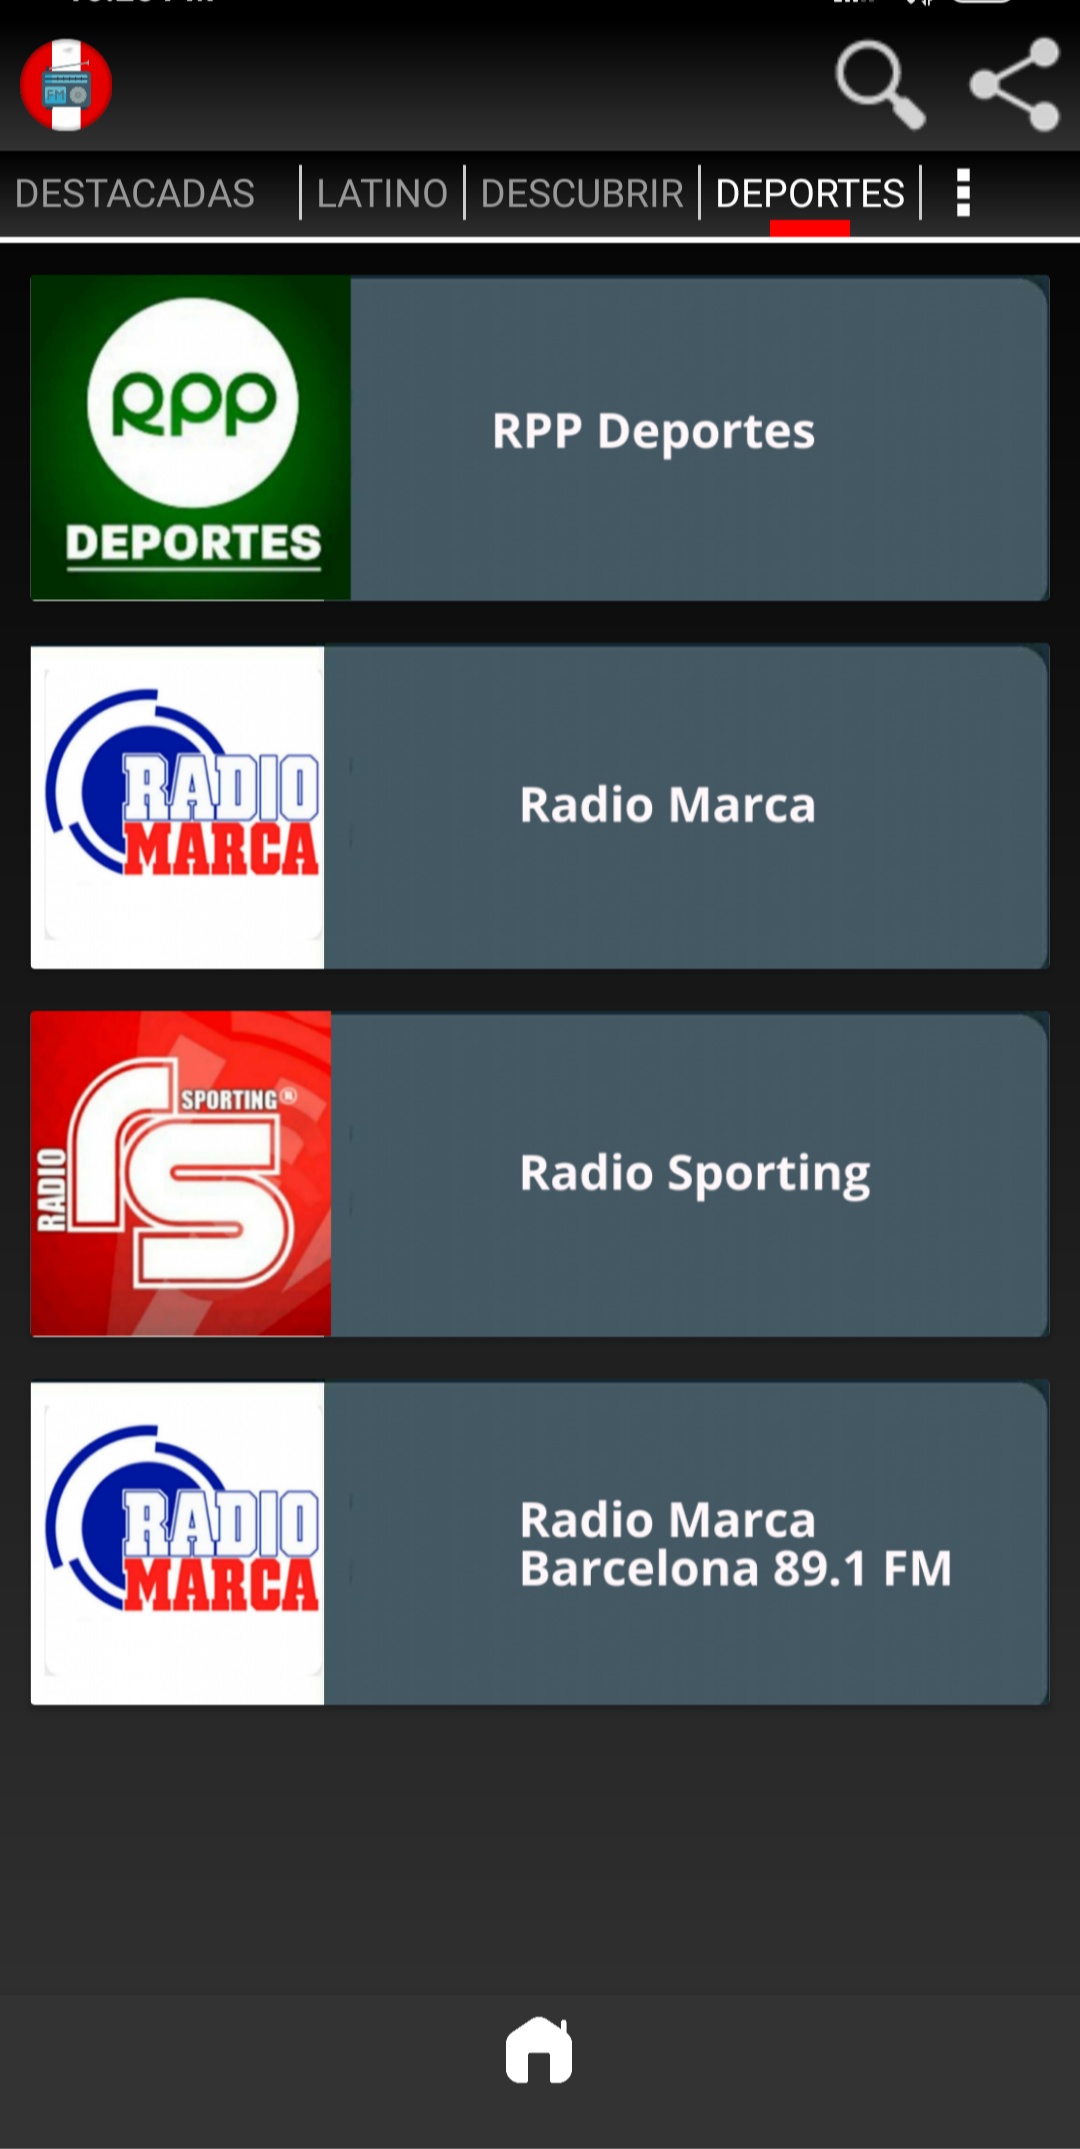 FM
DESTACADAS
LATINO
DESCUBRIR
DEPORTES
RPP
DEPORTES
RPP Deportes
RADIO
MARCA
Radio Marca
SPORTING®
RADIO
rs
Radio Sporting
RADIO
MARCA
Radio Marca
Barcelona 89.1 FM